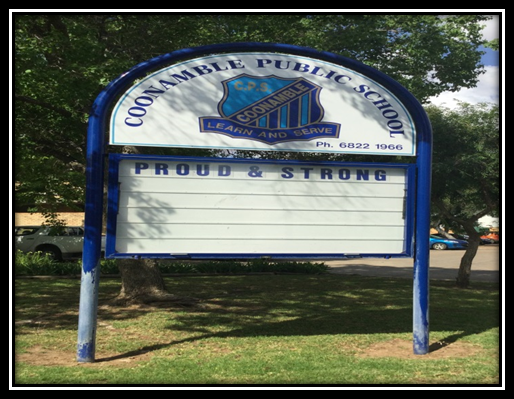 COONAMBLE PUBLIC SCHOOL
C.P.S.
COONAMBLE
LEARN AND SERVE
Ph. 6822 1966
PROUD & STRONG